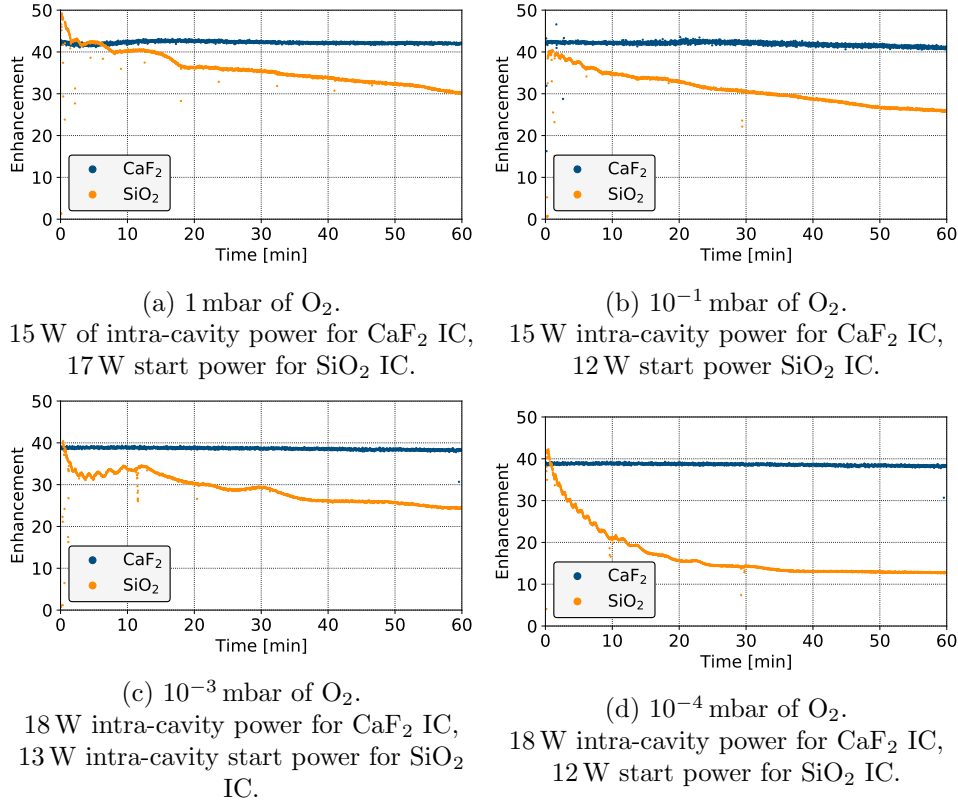 50
40
30
20
10
0
Enhancement
CaF2
SiO2
0 10 20 30 40 50 60
Time [min]
(a) 1 mbar of O2.
15 W of intra-cavity power for CaF2 IC,
17 W start power for SiO2 IC.
50
40
30
20
10
0
Enhancement
CaF2
SiO2
0 10 20 30 40 50 60
Time [min]
(b) 10−1 mbar of O2.
15 W intra-cavity power for CaF2 IC,
12 W start power SiO2 IC.
50
40
30
20
10
0
Enhancement
CaF2
SiO2
0 10 20 30 40 50 60
Time [min]
(c) 10−3 mbar of O2.
18 W intra-cavity power for CaF2 IC,
13 W intra-cavity start power for SiO2
IC.
50
40
30
20
10
0
Enhancement
CaF2
SiO2
0 10 20 30 40 50 60
Time [min]
(d) 10−4 mbar of O2.
18 W intra-cavity power for CaF2 IC,
12 W start power for SiO2 IC.